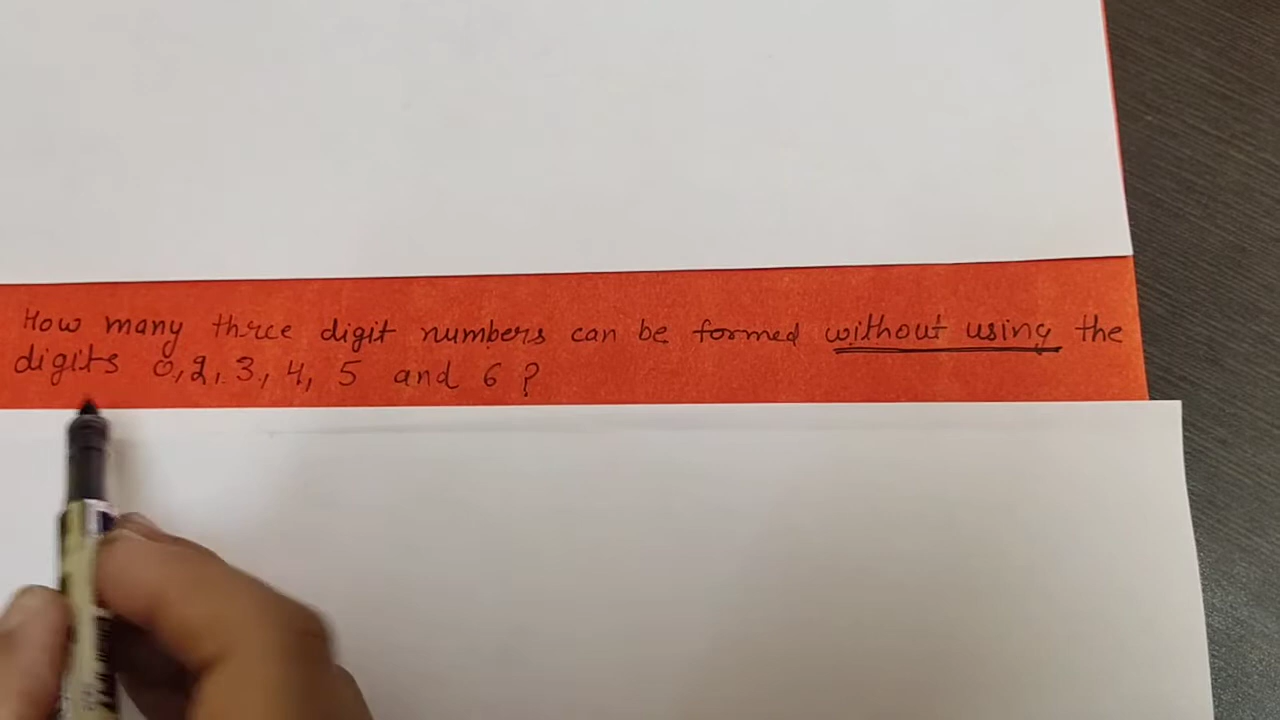 How many three digit numbers can be formed without using the
digits 0, 2, 3, 4, 5 and 6 ?